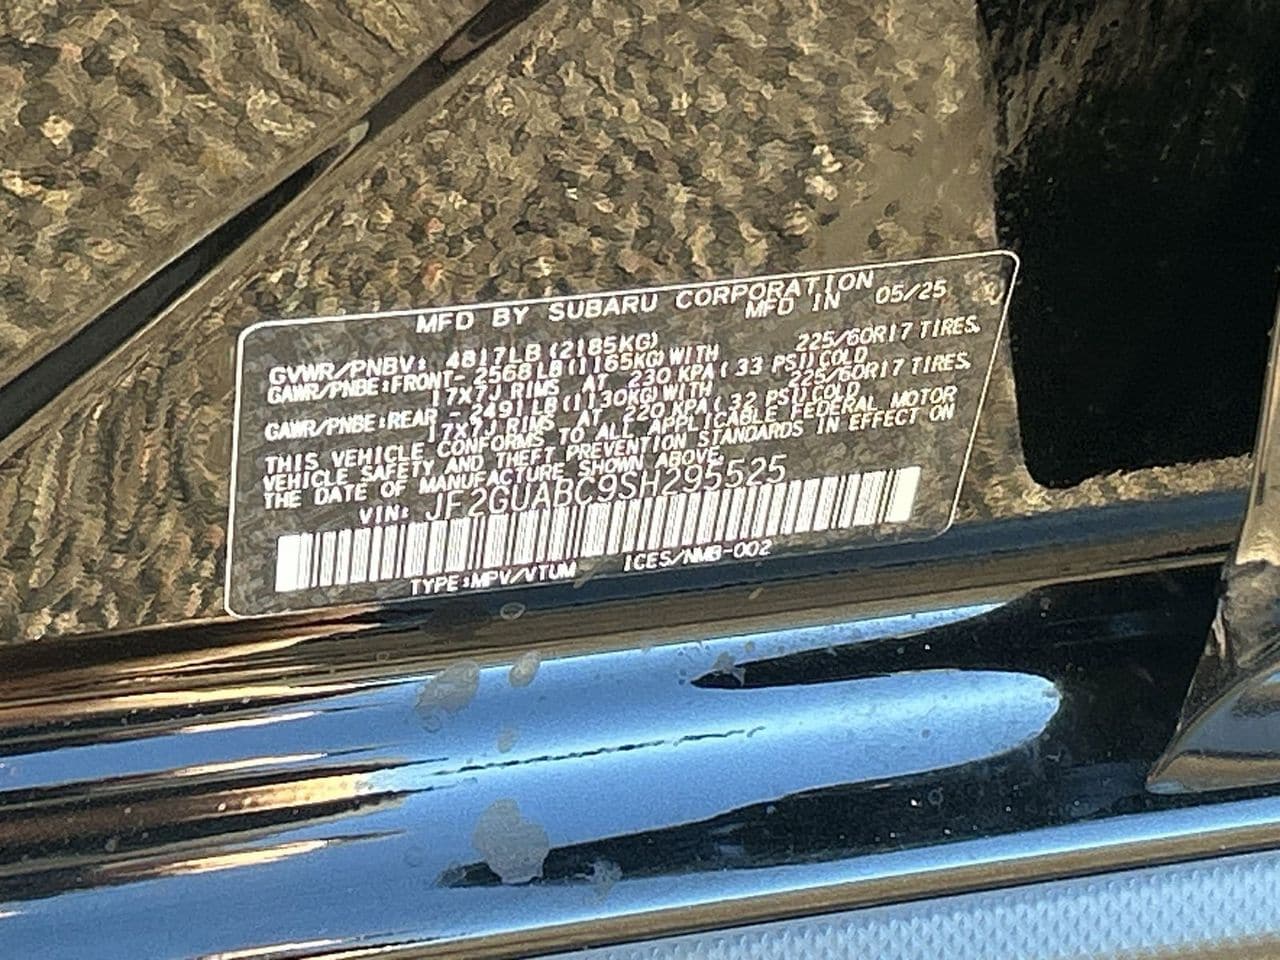 MFD BY SUBARU CORPORATION
MFD IN 05/25
GVWR/PNBV: 4817LB (2185KG)
GAWR/PNBE:FRONT- 2568LB(1165KG)WITH 225/60R17 TIRES.
17X7J RIMS AT 230 KPA( 33 PSI)COLD
GAWR/PNBE:REAR - 2491LB(1130KG)WITH 225/60R17 TIRES.
17X7J RIMS AT 220 KPA( 32 PSI)COLD
THIS VEHICLE CONFORMS TO ALL APPLICABLE FEDERAL MOTOR
VEHICLE SAFETY AND THEFT PREVENTION STANDARDS IN EFFECT ON
THE DATE OF MANUFACTURE SHOWN ABOVE.
VIN: JF2GUABC9SH295525
TYPE:MPV/VTUM ICES/NMB-002